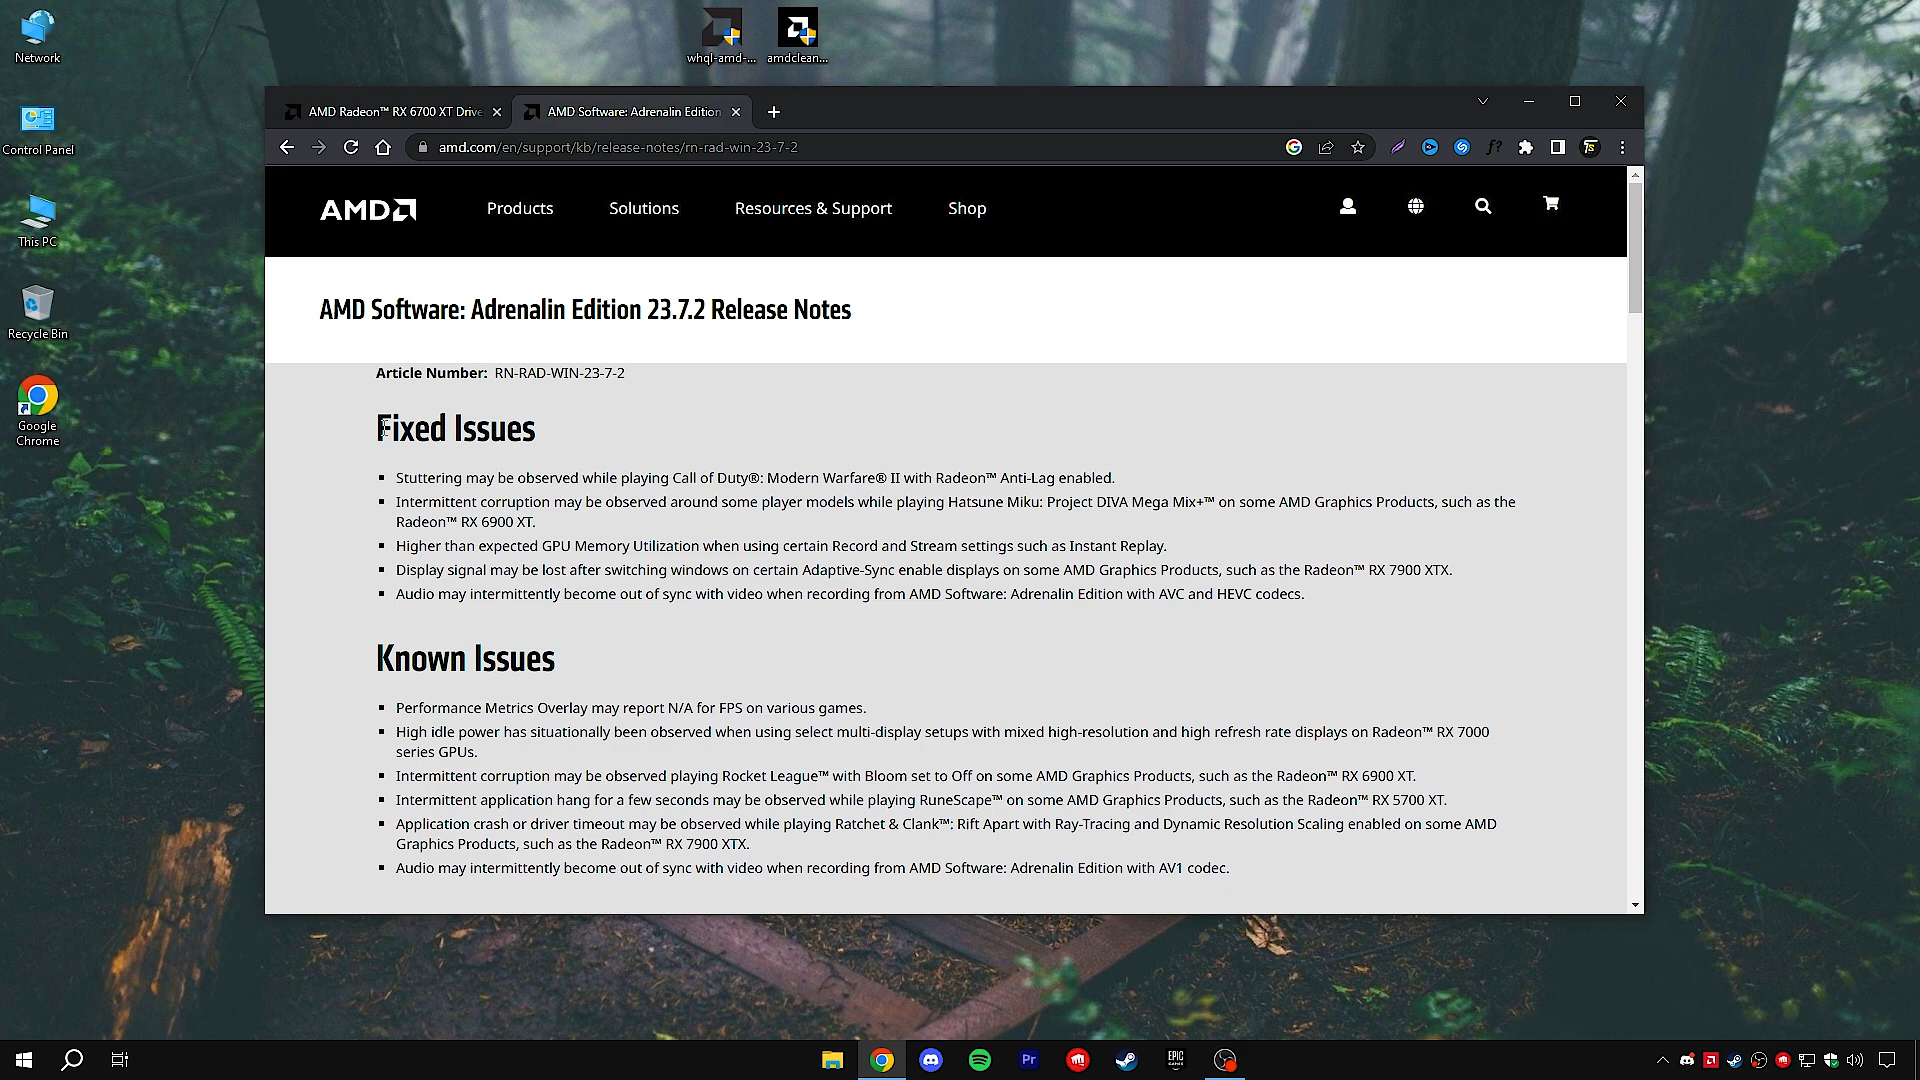 Network
Control Panel
This PC
Recycle Bin
Google
Chrome
whql-amd-...
amdclean...
AMD Radeon™ RX 6700 XT Drive
AMD Software: Adrenalin Edition
amd.com/en/support/kb/release-notes/rn-rad-win-23-7-2
f?
AMD
Products
Solutions
Resources & Support
Shop
AMD Software: Adrenalin Edition 23.7.2 Release Notes
Article Number: RN-RAD-WIN-23-7-2
Fixed Issues
Stuttering may be observed while playing Call of Duty®: Modern Warfare® II with Radeon™ Anti-Lag enabled.
Intermittent corruption may be observed around some player models while playing Hatsune Miku: Project DIVA Mega Mix+™ on some AMD Graphics Products, such as the
Radeon™ RX 6900 XT.
Higher than expected GPU Memory Utilization when using certain Record and Stream settings such as Instant Replay.
Display signal may be lost after switching windows on certain Adaptive-Sync enable displays on some AMD Graphics Products, such as the Radeon™ RX 7900 XTX.
Audio may intermittently become out of sync with video when recording from AMD Software: Adrenalin Edition with AVC and HEVC codecs.
Known Issues
Performance Metrics Overlay may report N/A for FPS on various games.
High idle power has situationally been observed when using select multi-display setups with mixed high-resolution and high refresh rate displays on Radeon™ RX 7000
series GPUs.
Intermittent corruption may be observed playing Rocket League™ with Bloom set to Off on some AMD Graphics Products, such as the Radeon™ RX 6900 XT.
Intermittent application hang for a few seconds may be observed while playing RuneScape™ on some AMD Graphics Products, such as the Radeon™ RX 5700 XT.
Application crash or driver timeout may be observed while playing Ratchet & Clank™: Rift Apart with Ray-Tracing and Dynamic Resolution Scaling enabled on some AMD
Graphics Products, such as the Radeon™ RX 7900 XTX.
Audio may intermittently become out of sync with video when recording from AMD Software: Adrenalin Edition with AV1 codec.
Pr
EPIC
GAMES